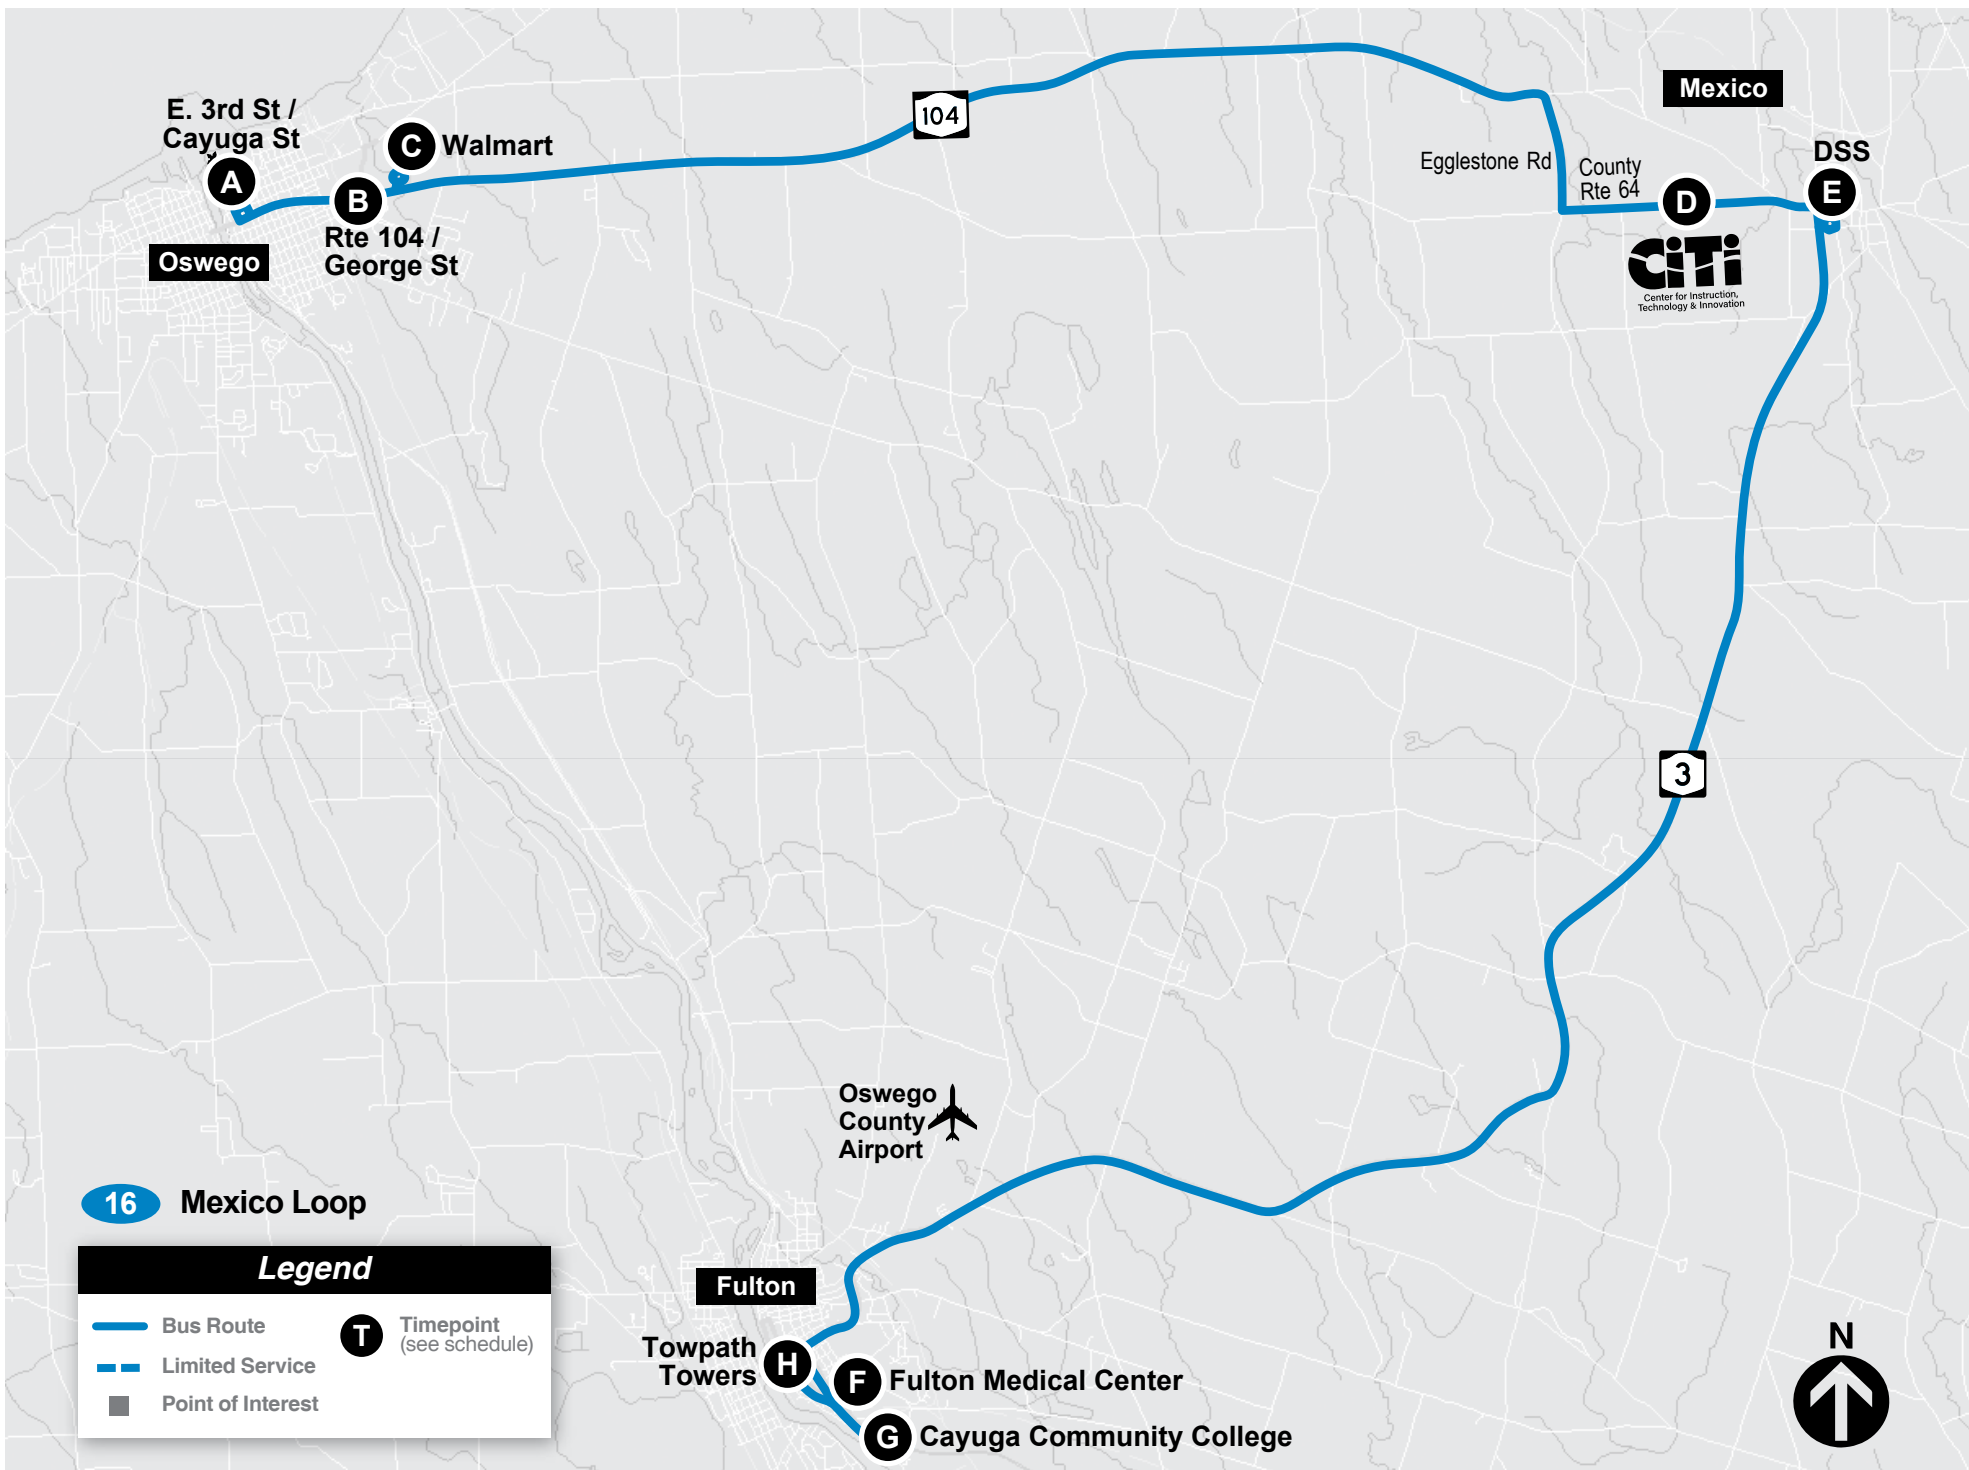 E. 3rd St /
Cayuga St
A
B
C
Walmart
Rte 104 /
George St
Oswego
104
Mexico
Egglestone Rd
County
Rte 64
D
DSS
E
CiTi
Center for Instruction,
Technology & Innovation
3
Oswego
County
Airport
16 Mexico Loop
Legend
Bus Route
Limited Service
Point of Interest
T
Timepoint
(see schedule)
Fulton
Towpath
Towers
H
F
Fulton Medical Center
G
Cayuga Community College
N